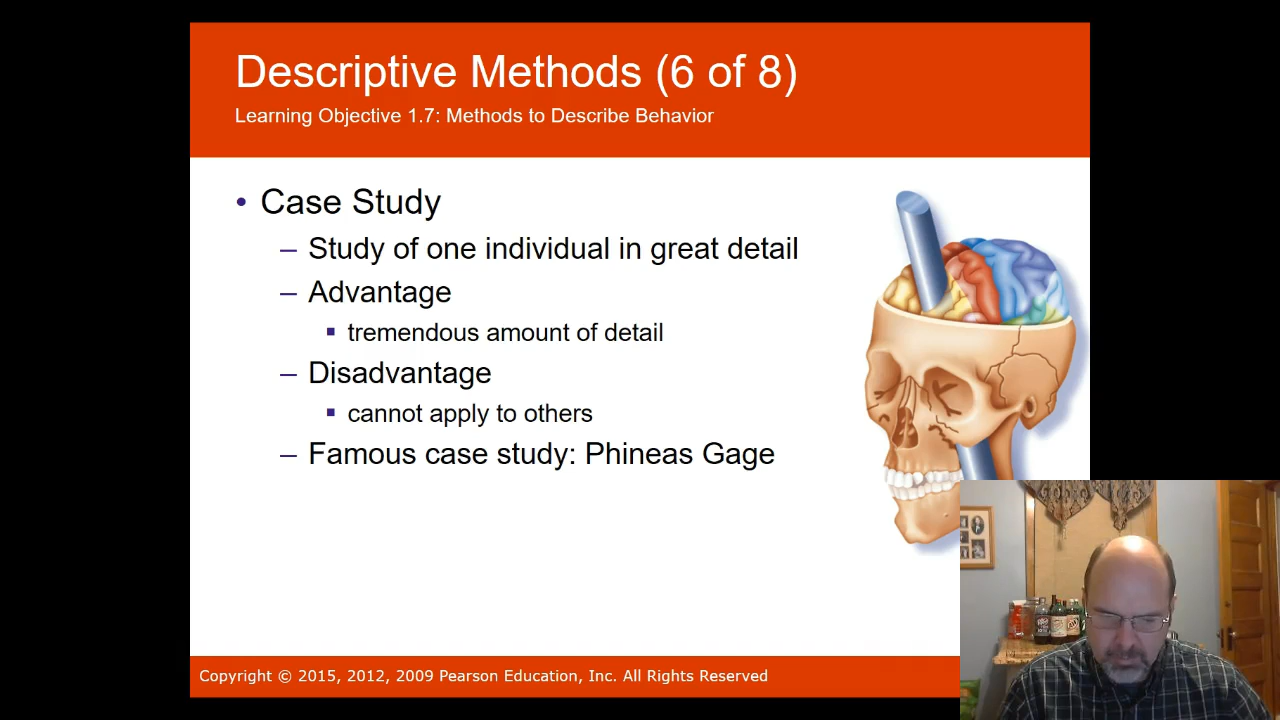 Descriptive Methods (6 of 8)
Learning Objective 1.7: Methods to Describe Behavior
• Case Study
– Study of one individual in great detail
– Advantage
▪ tremendous amount of detail
– Disadvantage
▪ cannot apply to others
– Famous case study: Phineas Gage
Copyright © 2015, 2012, 2009 Pearson Education, Inc. All Rights Reserved